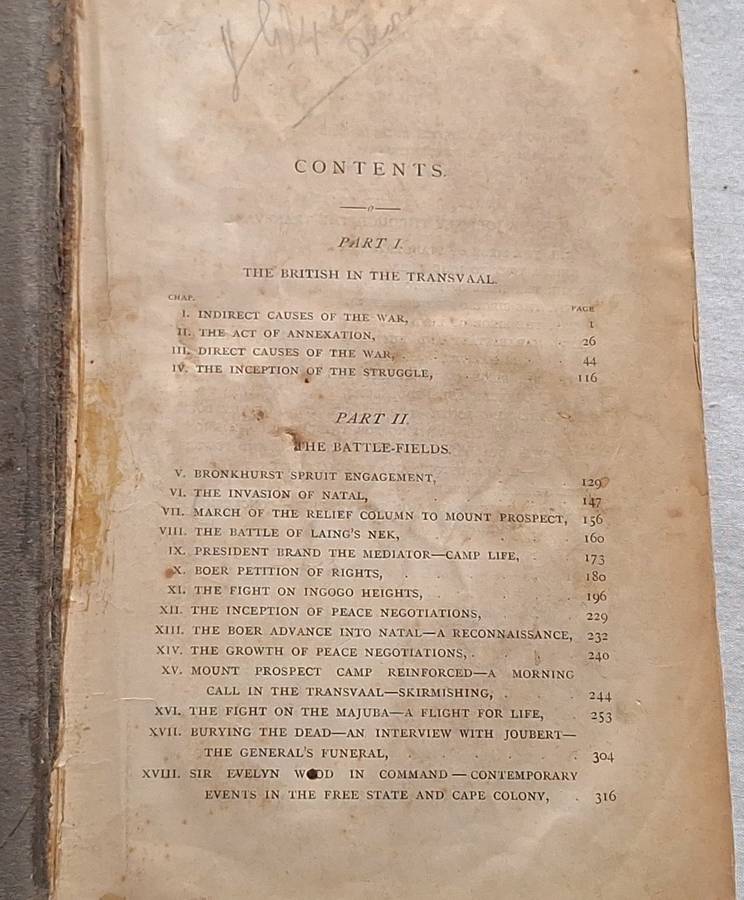 CONTENTS.
PART I.
THE BRITISH IN THE TRANSVAAL.
CHAP. PAGE
I. INDIRECT CAUSES OF THE WAR, 1
II. THE ACT OF ANNEXATION, 26
III. DIRECT CAUSES OF THE WAR, 44
IV. THE INCEPTION OF THE STRUGGLE, 116
PART II.
THE BATTLE-FIELDS.
V. BRONKHURST SPRUIT ENGAGEMENT, 129
VI. THE INVASION OF NATAL, 147
VII. MARCH OF THE RELIEF COLUMN TO MOUNT PROSPECT, 156
VIII. THE BATTLE OF LAING'S NEK, 160
IX. PRESIDENT BRAND THE MEDIATOR—CAMP LIFE, 173
X. BOER PETITION OF RIGHTS, 180
XI. THE FIGHT ON INGOGO HEIGHTS, 196
XII. THE INCEPTION OF PEACE NEGOTIATIONS, 229
XIII. THE BOER ADVANCE INTO NATAL—A RECONNAISSANCE, 232
XIV. THE GROWTH OF PEACE NEGOTIATIONS, 240
XV. MOUNT PROSPECT CAMP REINFORCED—A MORNING
CALL IN THE TRANSVAAL—SKIRMISHING, 244
XVI. THE FIGHT ON THE MAJUBA—A FLIGHT FOR LIFE, 253
XVII. BURYING THE DEAD—AN INTERVIEW WITH JOUBERT—
THE GENERAL'S FUNERAL, 304
XVIII. SIR EVELYN WOOD IN COMMAND—CONTEMPORARY
EVENTS IN THE FREE STATE AND CAPE COLONY, 316